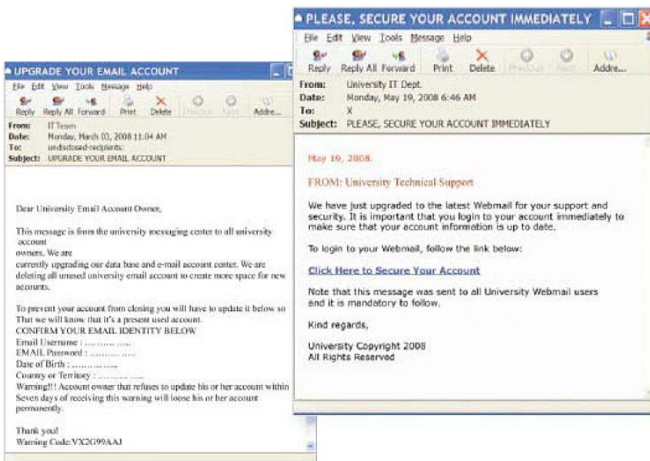 UPGRADE YOUR EMAIL ACCOUNT
File Edit View Tools Message Help
Reply Reply All Forward Print Delete Previous Next Addre...
From: IT Team
Date: Monday, March 03, 2008 11:04 AM
To: undisclosed-recipients:
Subject: UPGRADE YOUR EMAIL ACCOUNT
Dear University Email Account Owner,
This message is from the university messaging center to all university
account
owners. We are
currently upgrading our data base and e-mail account center. We are
deleting all unused university email account to create more space for new
accounts.
To prevent your account from closing you will have to update it below so
That we will know that it's a present used account.
CONFIRM YOUR EMAIL IDENTITY BELOW
Email Username : ........... .....
EMAIL Password : ........... .....
Date of Birth : ........... .....
Country or Territory : ........... .....
Warning!!! Account owner that refuses to update his or her account within
Seven days of receiving this warning will loose his or her account
permanently.
Thank you!
Warning Code:VX2G99AAJ
PLEASE, SECURE YOUR ACCOUNT IMMEDIATELY
File Edit View Tools Message Help
Reply Reply All Forward Print Delete Previous Next Addre...
From: University IT Dept.
Date: Monday, May 19, 2008 6:46 AM
To: X
Subject: PLEASE, SECURE YOUR ACCOUNT IMMEDIATELY
May 19, 2008.
FROM: University Technical Support
We have just upgraded to the latest Webmail for your support and
security. It is important that you login to your account immediately to
make sure that your account information is up to date.
To login to your Webmail, follow the link below:
Click Here to Secure Your Account
Note that this message was sent to all University Webmail users
and it is mandatory to follow.
Kind regards,
University Copyright 2008
All Rights Reserved